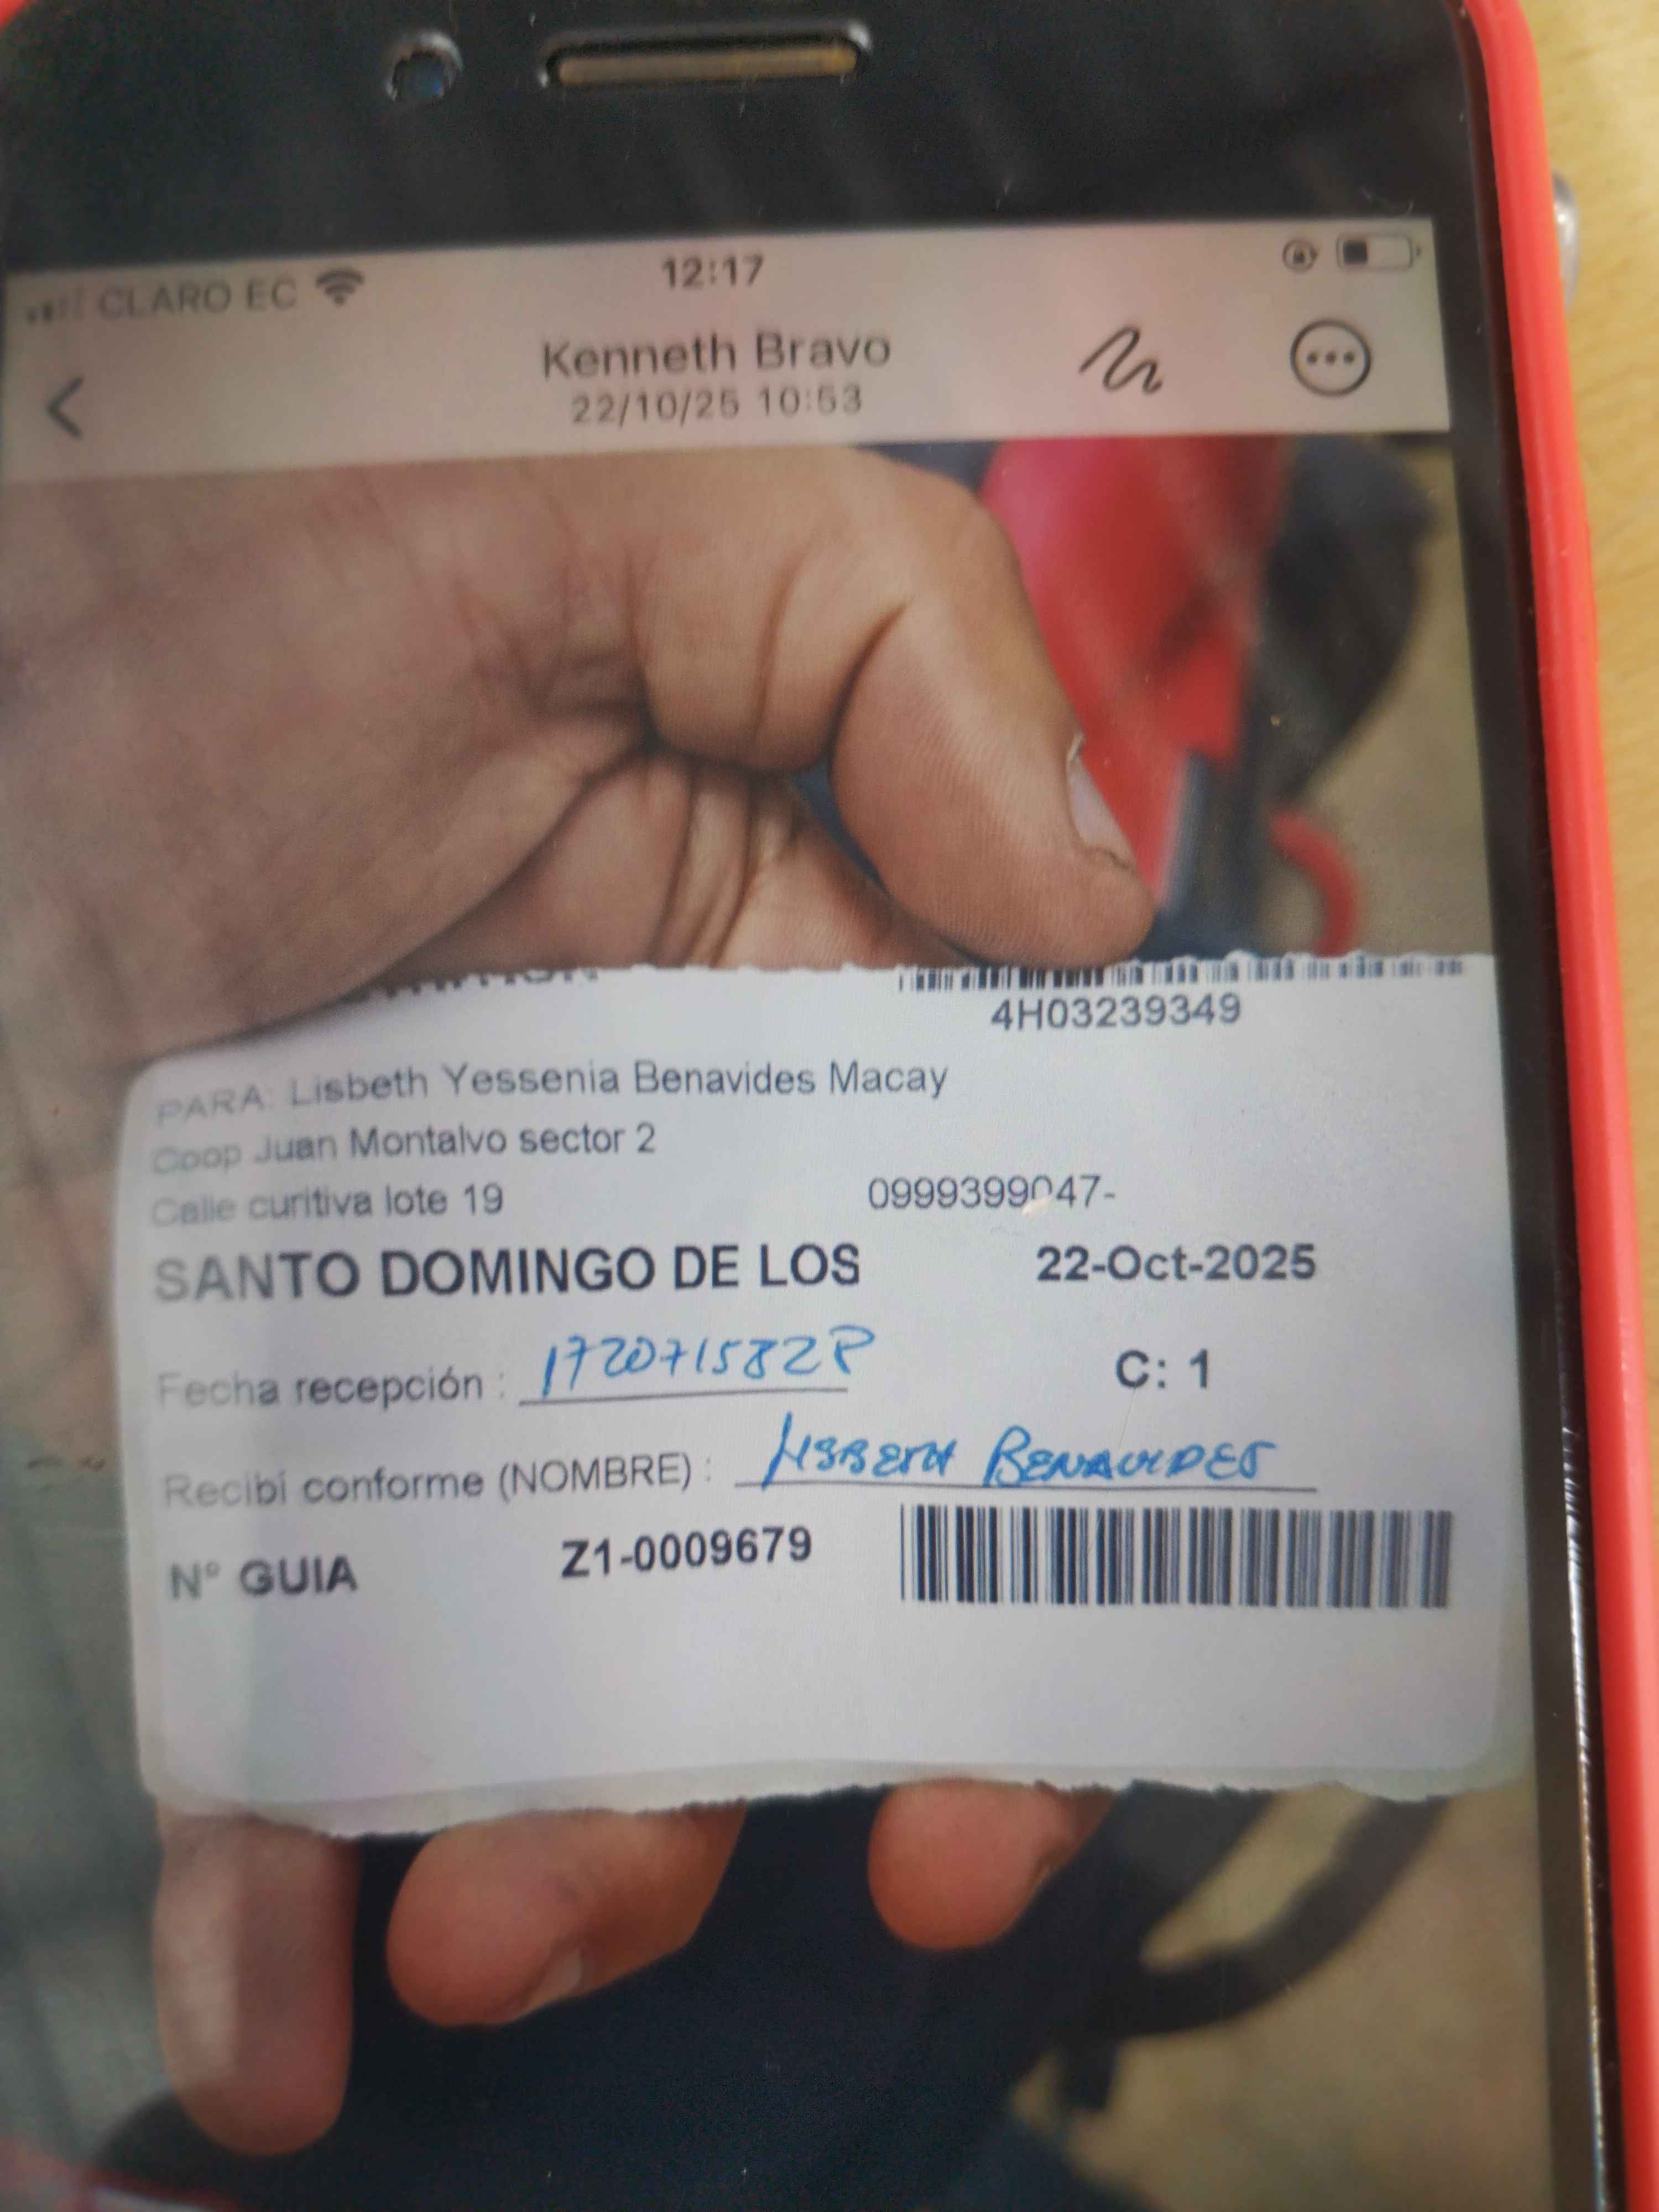 CLARO EC
12:17
Kenneth Bravo
22/10/25 10:53
4H03239349
PARA: Lisbeth Yessenia Benavides Macay
Coop Juan Montalvo sector 2
Calle curitiva lote 19 0999399047-
SANTO DOMINGO DE LOS 22-Oct-2025
Fecha recepción : C: 1
Recibí conforme (NOMBRE) : LISBETH BENAVIDES
N° GUIA Z1-0009679